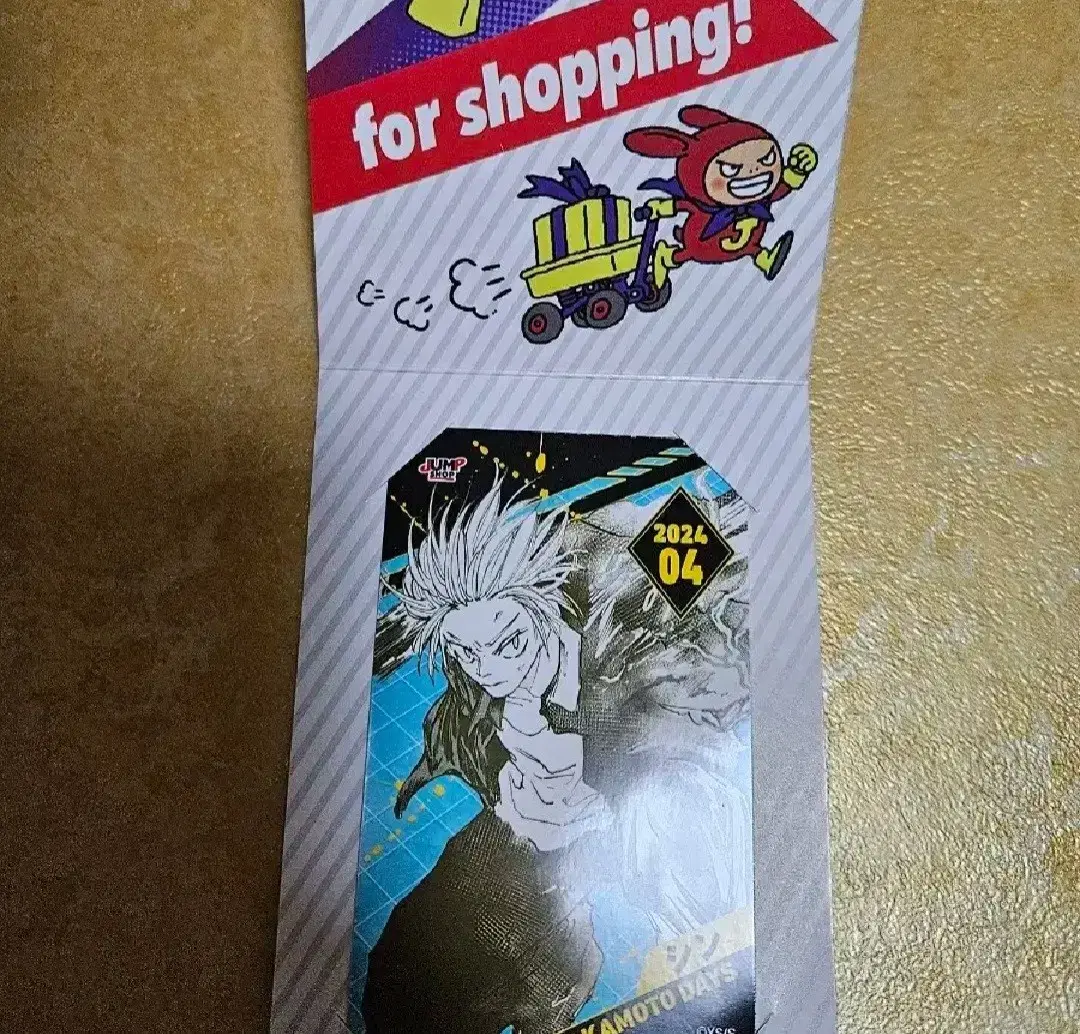 for shopping!
J
JUMP
SHOP
2024
04
シン
KAMOTO DAYS